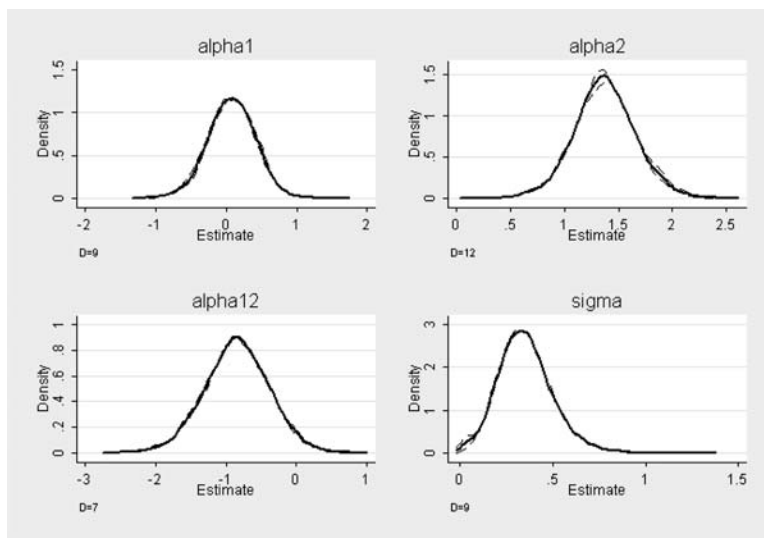 alpha1
1.5
1
.5
0
Density
-2 -1 0 1 2
Estimate
D=9
alpha2
1.5
1
.5
0
Density
0 .5 1 1.5 2 2.5
Estimate
D=12
alpha12
1
.8
.6
.4
.2
0
Density
-3 -2 -1 0 1
Estimate
D=7
sigma
3
2
1
0
Density
0 .5 1 1.5
Estimate
D=9